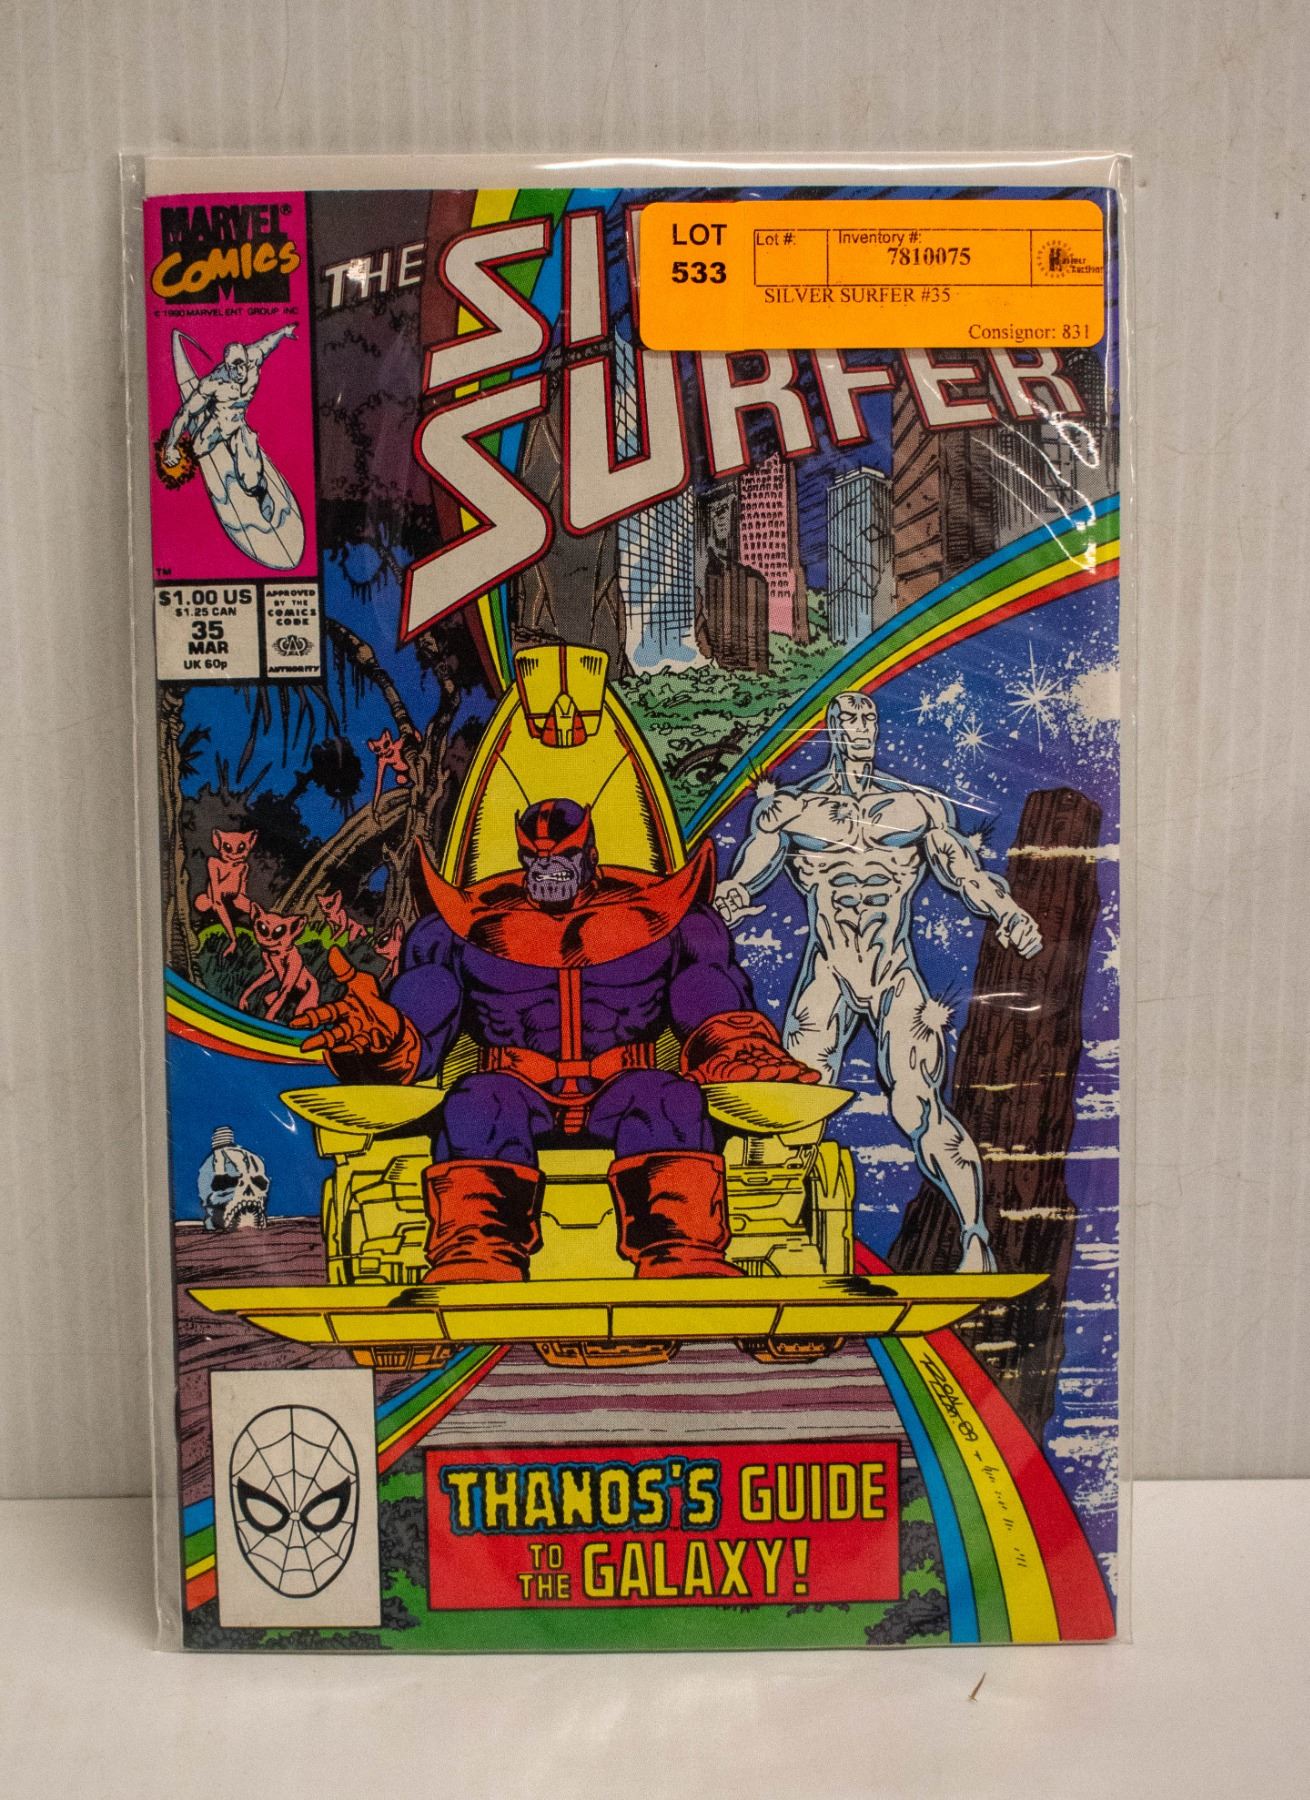 MARVEL®
COMICS
© 1990 MARVEL ENT GROUP INC
TM
$1.00 US
$1.25 CAN
35
MAR
UK 60p
APPROVED
BY THE
COMICS
CODE
AUTHORITY
THE
SI
SURFER
LOT
533
Lot #:
Inventory #:
7810075
SILVER SURFER #35
Consignor: 831
THANOS'S GUIDE
TO THE GALAXY!